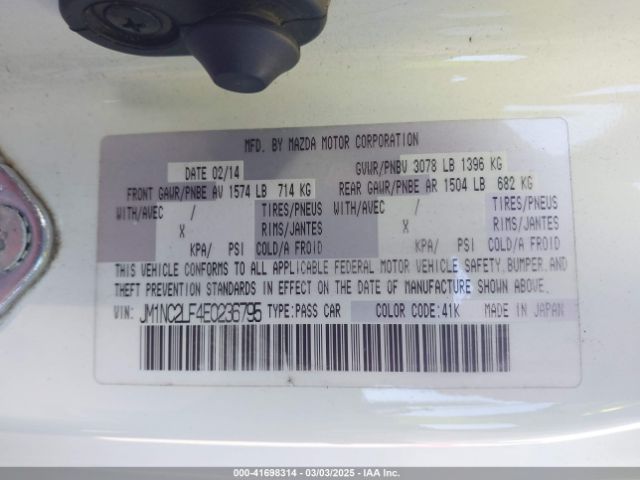 MFD. BY MAZDA MOTOR CORPORATION
DATE 02/14 GVWR/PNBV 3078 LB 1396 KG
FRONT GAWR/PNBE AV 1574 LB 714 KG REAR GAWR/PNBE AR 1504 LB 682 KG
WITH/AVEC / TIRES/PNEUS WITH/AVEC / TIRES/PNEUS
X RIMS/JANTES X RIMS/JANTES
KPA/ PSI COLD/A FROID KPA/ PSI COLD/A FROID
THIS VEHICLE CONFORMS TO ALL APPLICABLE FEDERAL MOTOR VEHICLE SAFETY,BUMPER,AND
THEFT PREVENTION STANDARDS IN EFFECT ON THE DATE OF MANUFACTURE SHOWN ABOVE.
VIN: JM1NC2LF4E0236795 TYPE:PASS CAR COLOR CODE:41K MADE IN JAPAN
000-41698314 / 03/03/2025 - IAA Inc.